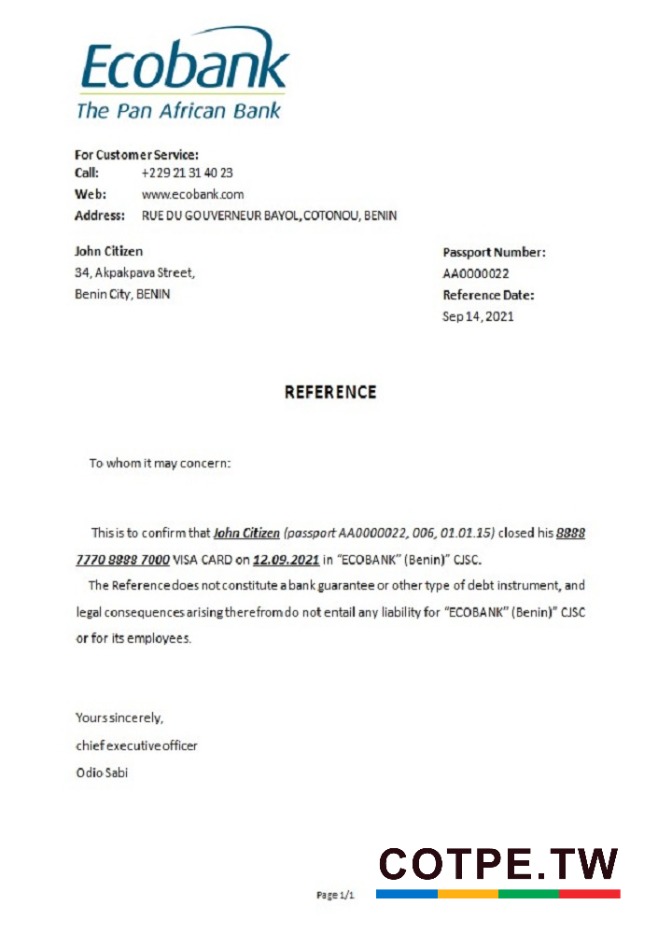 Ecobank
The Pan African Bank
For Customer Service:
Call: +229 21 31 40 23
Web: www.ecobank.com
Address: RUE DU GOUVERNEUR BAYOL, COTONOU, BENIN
John Citizen
34, Akpakpava Street,
Benin City, BENIN
Passport Number:
AA0000022
Reference Date:
Sep 14, 2021
REFERENCE
To whom it may concern:
This is to confirm that John Citizen (passport AA0000022, 006, 01.01.15) closed his 8888
7770 8888 7000 VISA CARD on 12.09.2021 in “ECOBANK” (Benin)” CJSC.
The Reference does not constitute a bank guarantee or other type of debt instrument, and
legal consequences arising therefrom do not entail any liability for “ECOBANK” (Benin)” CJSC
or for its employees.
Yours sincerely,
chief executive officer
Odio Sabi
Page 1/1
COTPE.TW